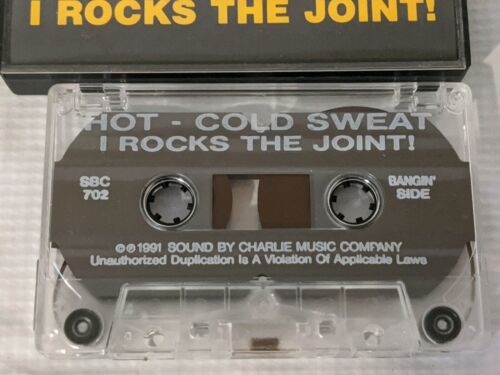 I ROCKS THE JOINT!
HOT - COLD SWEAT
I ROCKS THE JOINT!
SBC
702
BANGIN'
SIDE
© ℗ 1991 SOUND BY CHARLIE MUSIC COMPANY
Unauthorized Duplication Is A Violation Of Applicable Laws